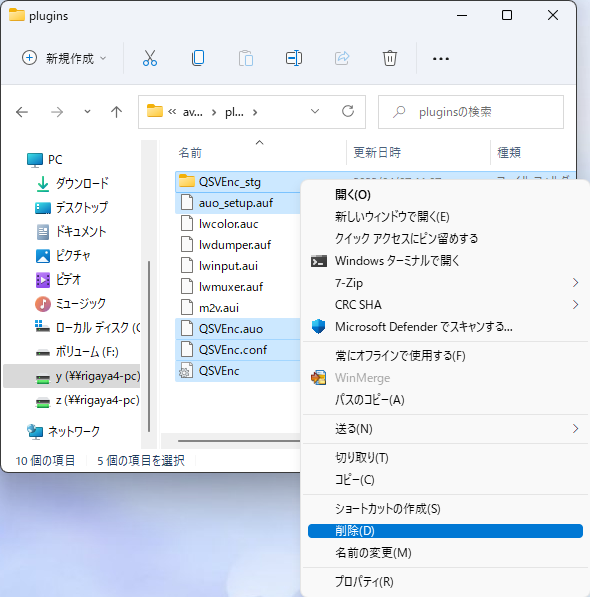 plugins
新規作成
« av... › pl... ›
pluginsの検索
名前
更新日時
種類
PC
ダウンロード
デスクトップ
ドキュメント
ピクチャ
ビデオ
ミュージック
ローカル ディスク (C
ボリューム (F:)
y (\\rigaya4-pc)
z (\\rigaya4-pc)
ネットワーク
QSVEnc_stg
auo_setup.auf
lwcolor.auc
lwdumper.auf
lwinput.aui
lwmuxer.auf
m2v.aui
QSVEnc.auo
QSVEnc.conf
QSVEnc
開く(O)
新しいウィンドウで開く(E)
クイック アクセスにピン留めする
Windows ターミナルで開く
7-Zip
CRC SHA
Microsoft Defender でスキャンする...
常にオフラインで使用する(F)
WinMerge
パスのコピー(A)
送る(N)
切り取り(T)
コピー(C)
ショートカットの作成(S)
削除(D)
名前の変更(M)
プロパティ(R)
10 個の項目
5 個の項目を選択